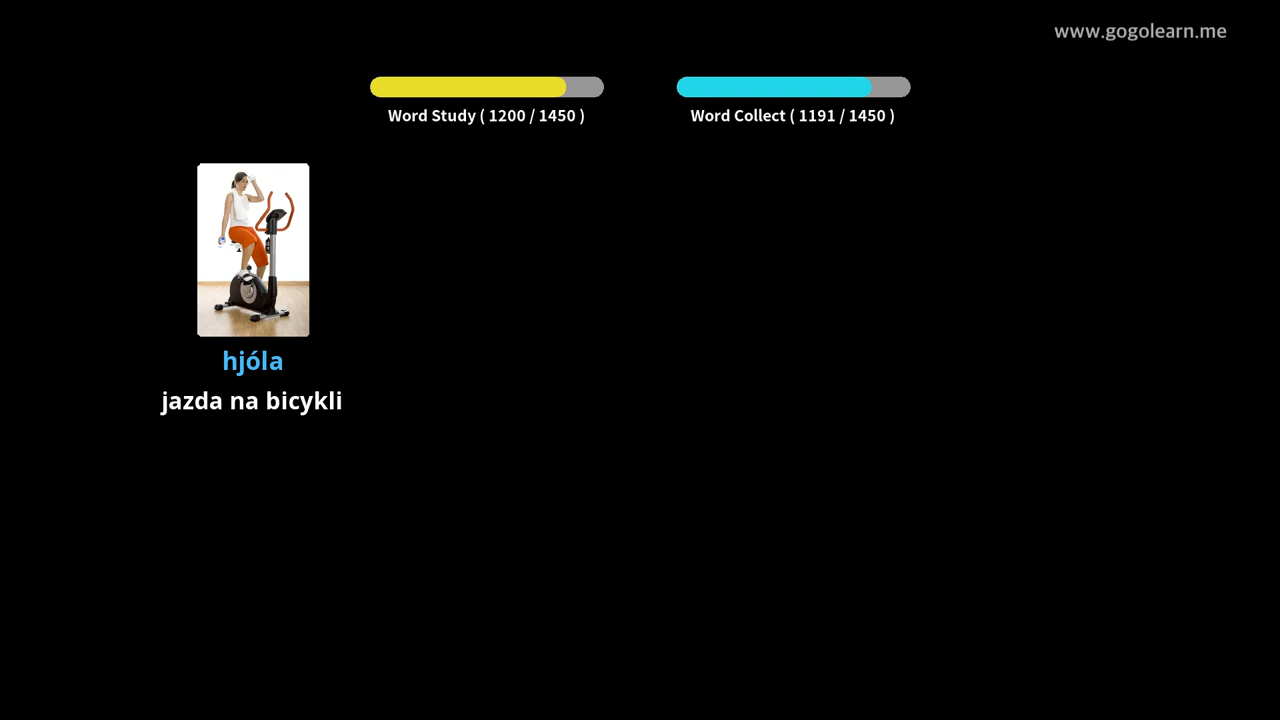 www.gogolearn.me
Word Study ( 1200 / 1450 )
Word Collect ( 1191 / 1450 )
hjóla
jazda na bicykli